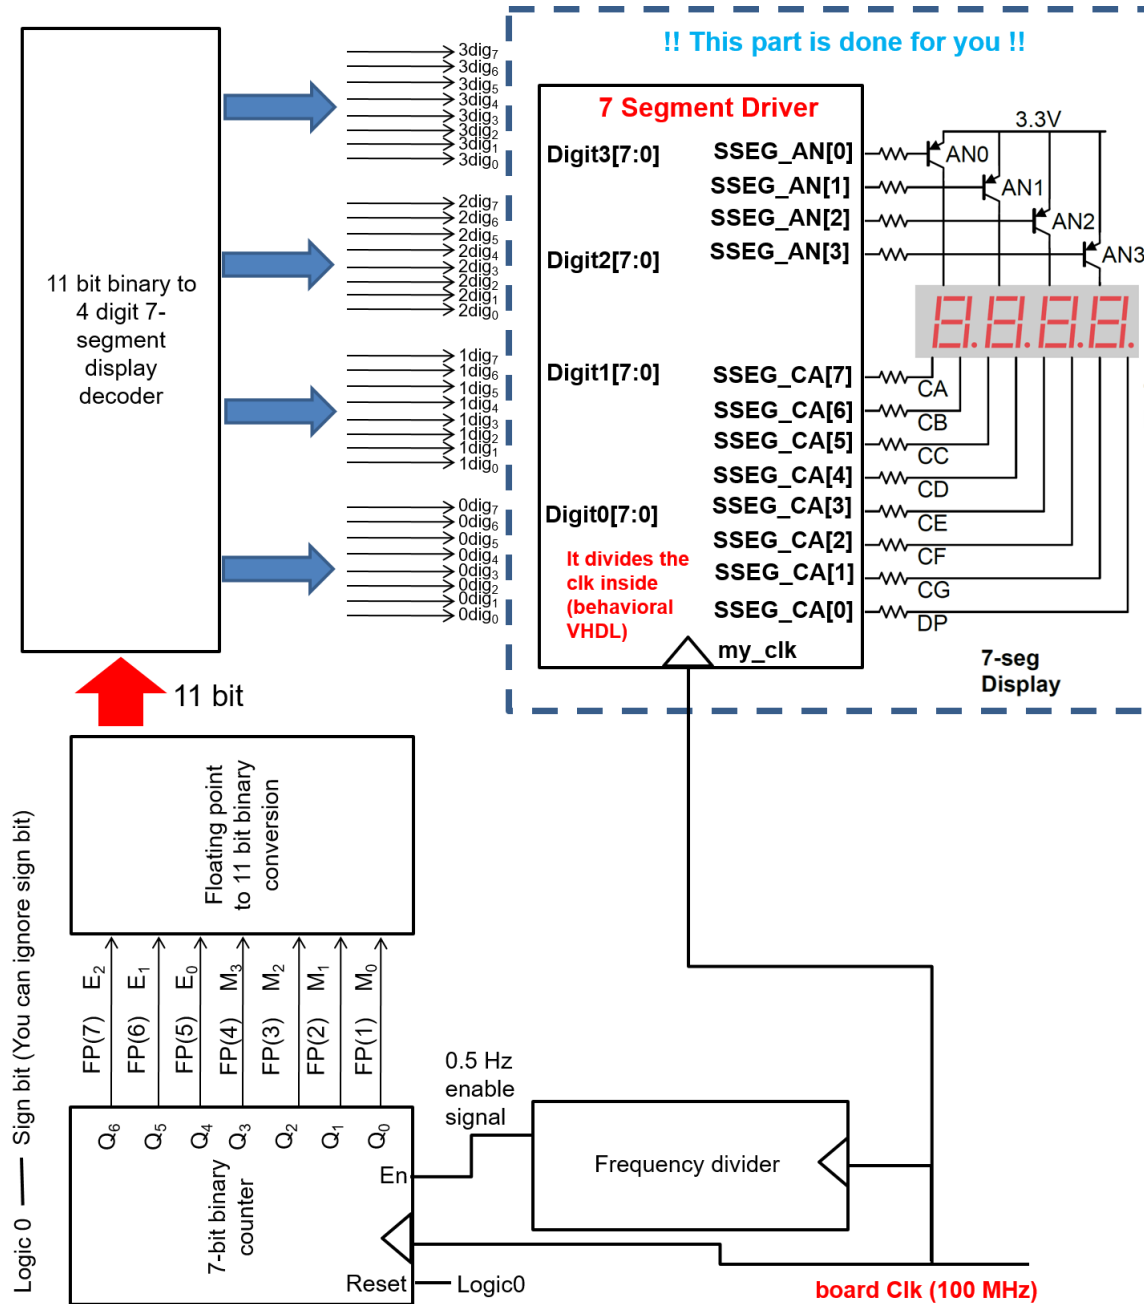 !! This part is done for you !!
3dig7
3dig6
3dig5
3dig4
3dig3
3dig2
3dig1
3dig0
2dig7
2dig6
2dig5
2dig4
2dig3
2dig2
2dig1
2dig0
1dig7
1dig6
1dig5
1dig4
1dig3
1dig2
1dig1
1dig0
0dig7
0dig6
0dig5
0dig4
0dig3
0dig2
0dig1
0dig0
11 bit binary to
4 digit 7-
segment
display
decoder
7 Segment Driver
Digit3[7:0]
Digit2[7:0]
Digit1[7:0]
Digit0[7:0]
SSEG_AN[0]
SSEG_AN[1]
SSEG_AN[2]
SSEG_AN[3]
SSEG_CA[7]
SSEG_CA[6]
SSEG_CA[5]
SSEG_CA[4]
SSEG_CA[3]
SSEG_CA[2]
SSEG_CA[1]
SSEG_CA[0]
It divides the
clk inside
(behavioral
VHDL)
my_clk
3.3V
AN0
AN1
AN2
AN3
8.8.8.8.
CA
CB
CC
CD
CE
CF
CG
DP
7-seg
Display
11 bit
Floating point
to 11 bit binary
conversion
Logic 0
Sign bit (You can ignore sign bit)
FP(7) E2
FP(6) E1
FP(5) E0
FP(4) M3
FP(3) M2
FP(2) M1
FP(1) M0
Q6
Q5
Q4
Q3
Q2
Q1
Q0
7-bit binary
counter
En
Reset
Logic0
0.5 Hz
enable
signal
Frequency divider
board Clk (100 MHz)